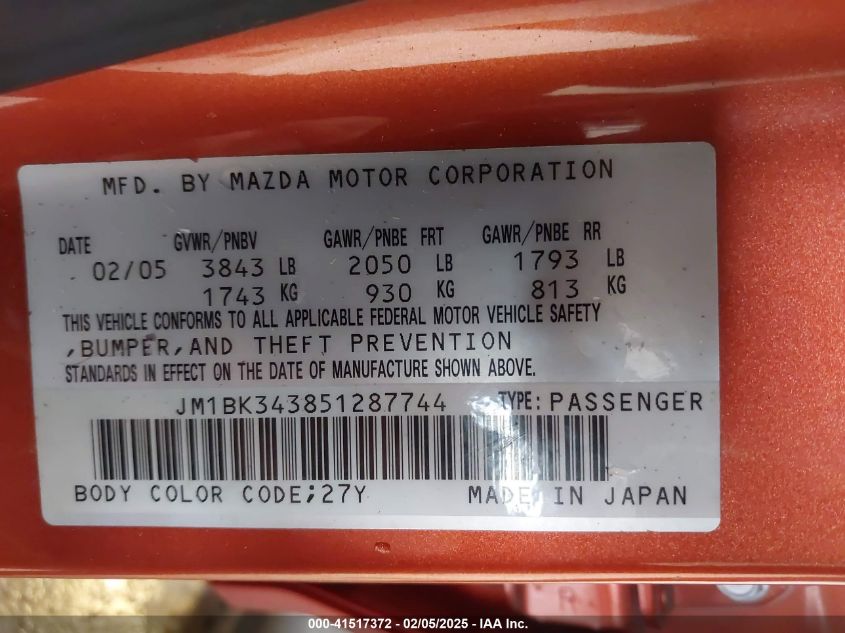 MFD. BY MAZDA MOTOR CORPORATION
DATE GVWR/PNBV GAWR/PNBE FRT GAWR/PNBE RR
02/05 3843 LB 2050 LB 1793 LB
1743 KG 930 KG 813 KG
THIS VEHICLE CONFORMS TO ALL APPLICABLE FEDERAL MOTOR VEHICLE SAFETY
,BUMPER,AND THEFT PREVENTION
STANDARDS IN EFFECT ON THE DATE OF MANUFACTURE SHOWN ABOVE.
JM1BK343851287744 TYPE: PASSENGER
BODY COLOR CODE;27Y MADE IN JAPAN
000-41517372 - 02/05/2025 - IAA Inc.